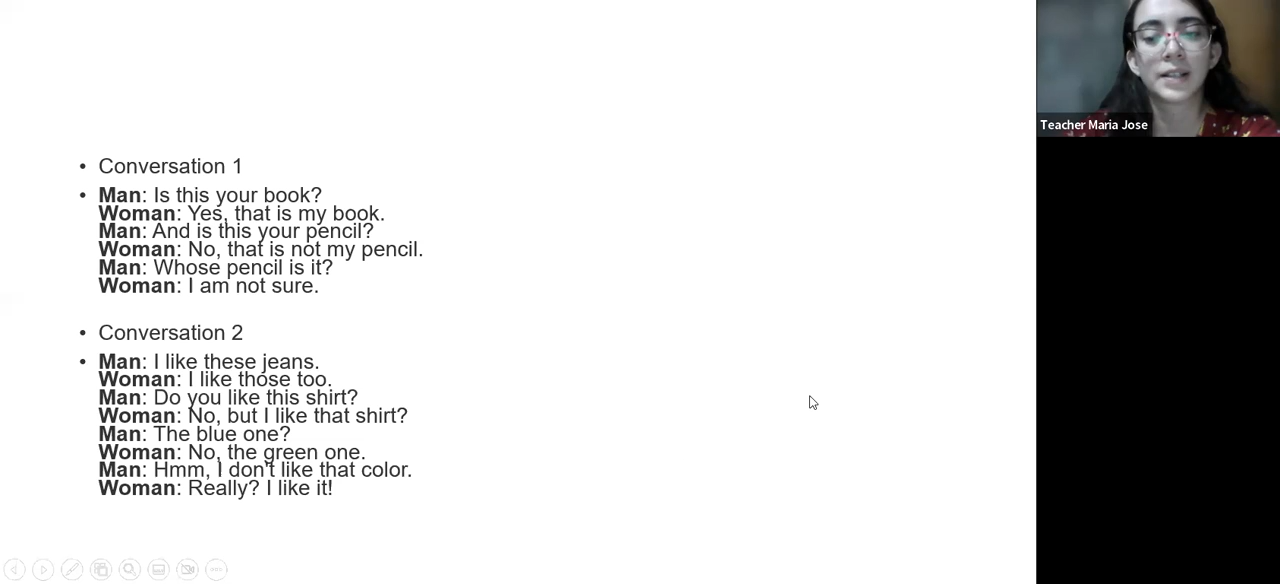 Conversation 1
Man: Is this your book?
Woman: Yes, that is my book.
Man: And is this your pencil?
Woman: No, that is not my pencil.
Man: Whose pencil is it?
Woman: I am not sure.
Conversation 2
Man: I like these jeans.
Woman: I like those too.
Man: Do you like this shirt?
Woman: No, but I like that shirt?
Man: The blue one?
Woman: No, the green one.
Man: Hmm, I don't like that color.
Woman: Really? I like it!
Teacher Maria Jose